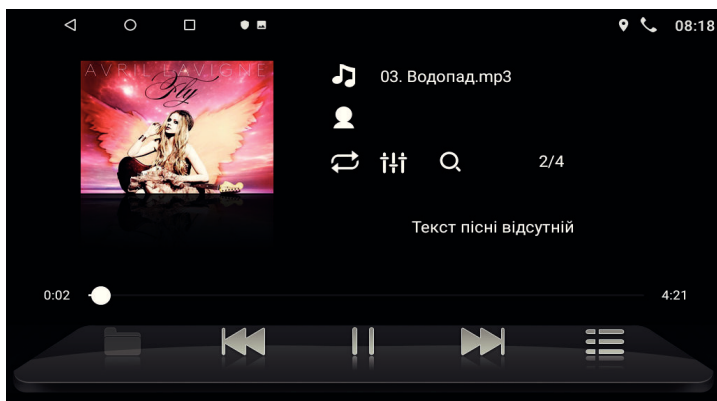 08:18
AVRIL LAVIGNE
Fly
03. Водопад.mp3
2/4
Текст пісні відсутній
0:02
4:21